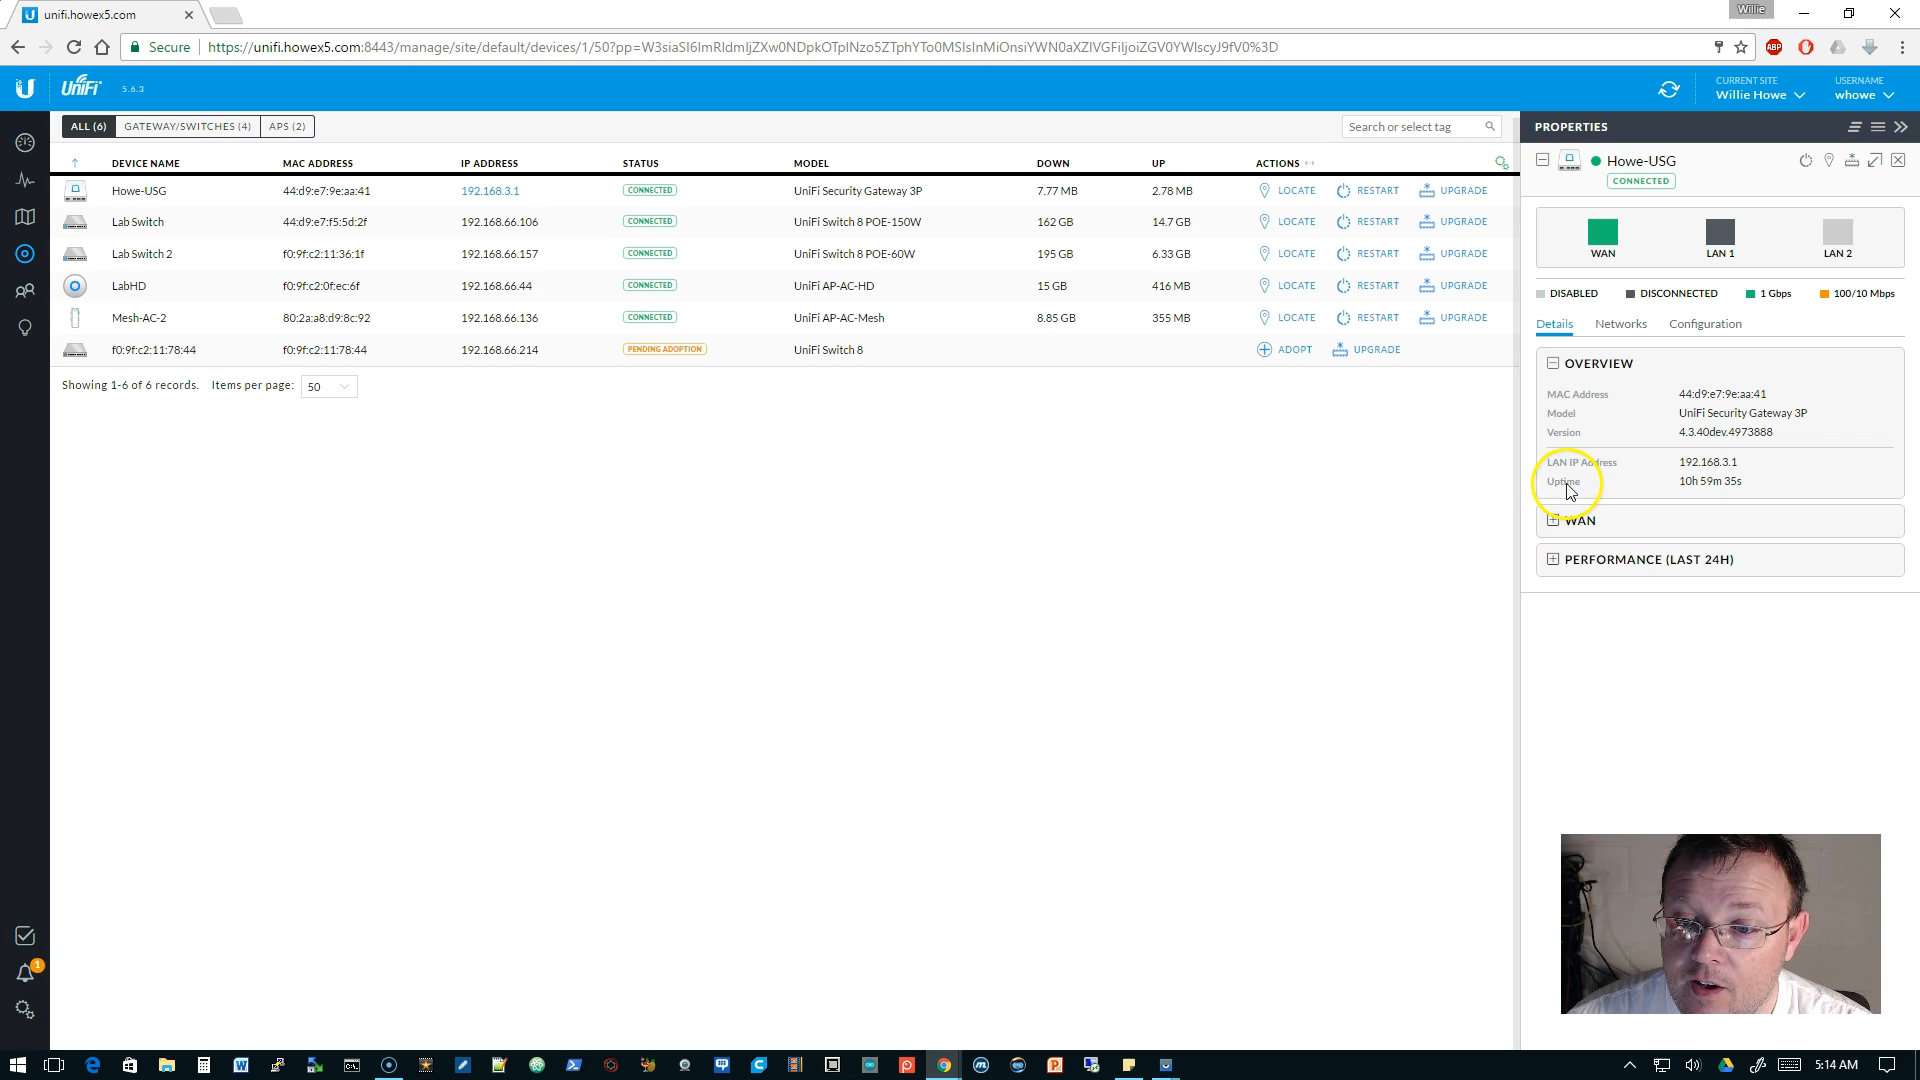 unifi.howex5.com
Willie
Secure https://unifi.howex5.com:8443/manage/site/default/devices/1/50?pp=W3siaSI6ImRldmljZXw0NDpkOTplNzo5ZTphYTo0MSIsInMiOnsiYWN0aXZlVGFiIjoiZGV0YWlscyJ9fV0%3D
ABP
UniFi 5.6.3
CURRENT SITE
Willie Howe
USERNAME
whowe
ALL (6) GATEWAY/SWITCHES (4) APS (2)
Search or select tag
DEVICE NAME MAC ADDRESS IP ADDRESS STATUS MODEL DOWN UP ACTIONS
Howe-USG 44:d9:e7:9e:aa:41 192.168.3.1 CONNECTED UniFi Security Gateway 3P 7.77 MB 2.78 MB LOCATE RESTART UPGRADE
Lab Switch 44:d9:e7:f5:5d:2f 192.168.66.106 CONNECTED UniFi Switch 8 POE-150W 162 GB 14.7 GB LOCATE RESTART UPGRADE
Lab Switch 2 f0:9f:c2:11:36:1f 192.168.66.157 CONNECTED UniFi Switch 8 POE-60W 195 GB 6.33 GB LOCATE RESTART UPGRADE
LabHD f0:9f:c2:0f:ec:6f 192.168.66.44 CONNECTED UniFi AP-AC-HD 15 GB 416 MB LOCATE RESTART UPGRADE
Mesh-AC-2 80:2a:a8:d9:8c:92 192.168.66.136 CONNECTED UniFi AP-AC-Mesh 8.85 GB 355 MB LOCATE RESTART UPGRADE
f0:9f:c2:11:78:44 f0:9f:c2:11:78:44 192.168.66.214 PENDING ADOPTION UniFi Switch 8 ADOPT UPGRADE
Showing 1-6 of 6 records. Items per page: 50
PROPERTIES
Howe-USG
CONNECTED
WAN LAN 1 LAN 2
DISABLED DISCONNECTED 1 Gbps 100/10 Mbps
Details Networks Configuration
OVERVIEW
MAC Address 44:d9:e7:9e:aa:41
Model UniFi Security Gateway 3P
Version 4.3.40dev.4973888
LAN IP Address 192.168.3.1
Uptime 10h 59m 35s
WAN
PERFORMANCE (LAST 24H)
1
5:14 AM